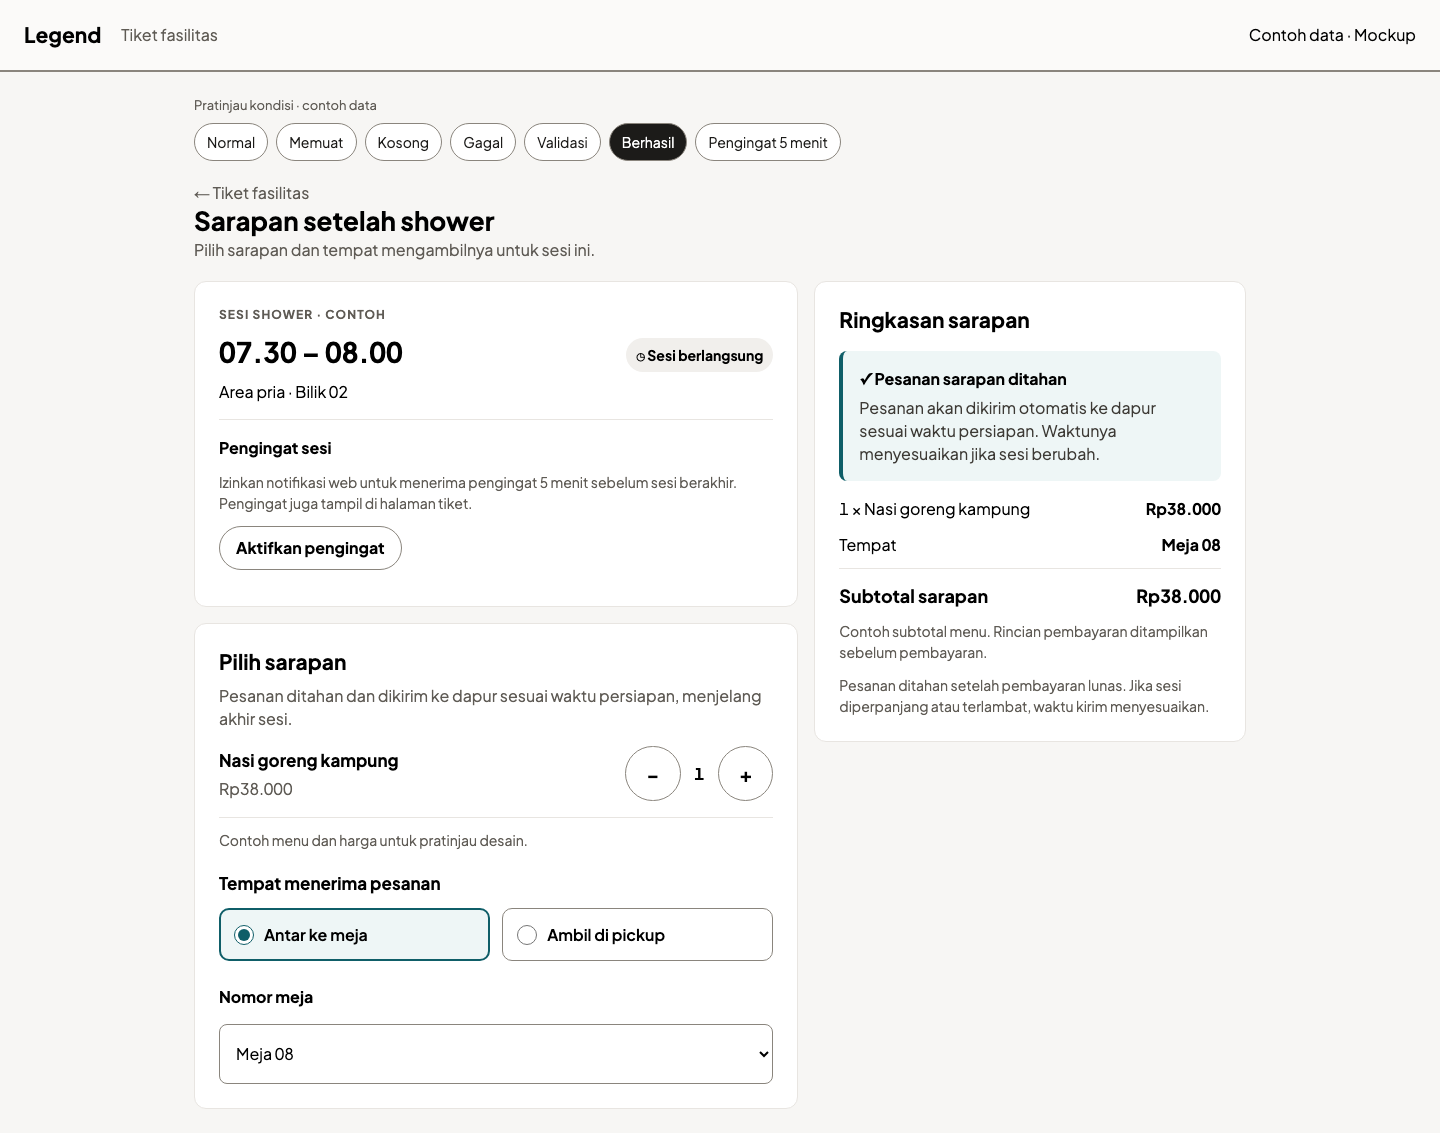 Legend Tiket fasilitas
Contoh data · Mockup
Pratinjau kondisi · contoh data
Normal Memuat Kosong Gagal Validasi Berhasil Pengingat 5 menit
← Tiket fasilitas
Sarapan setelah shower
Pilih sarapan dan tempat mengambilnya untuk sesi ini.
SESI SHOWER · CONTOH
07.30 – 08.00
◷ Sesi berlangsung
Area pria · Bilik 02
Pengingat sesi
Izinkan notifikasi web untuk menerima pengingat 5 menit sebelum sesi berakhir.
Pengingat juga tampil di halaman tiket.
Aktifkan pengingat
Pilih sarapan
Pesanan ditahan dan dikirim ke dapur sesuai waktu persiapan, menjelang
akhir sesi.
Nasi goreng kampung
Rp38.000
− 1 +
Contoh menu dan harga untuk pratinjau desain.
Tempat menerima pesanan
Antar ke meja
Ambil di pickup
Nomor meja
Meja 08
Ringkasan sarapan
✓ Pesanan sarapan ditahan
Pesanan akan dikirim otomatis ke dapur
sesuai waktu persiapan. Waktunya
menyesuaikan jika sesi berubah.
1 × Nasi goreng kampung Rp38.000
Tempat Meja 08
Subtotal sarapan Rp38.000
Contoh subtotal menu. Rincian pembayaran ditampilkan
sebelum pembayaran.
Pesanan ditahan setelah pembayaran lunas. Jika sesi
diperpanjang atau terlambat, waktu kirim menyesuaikan.